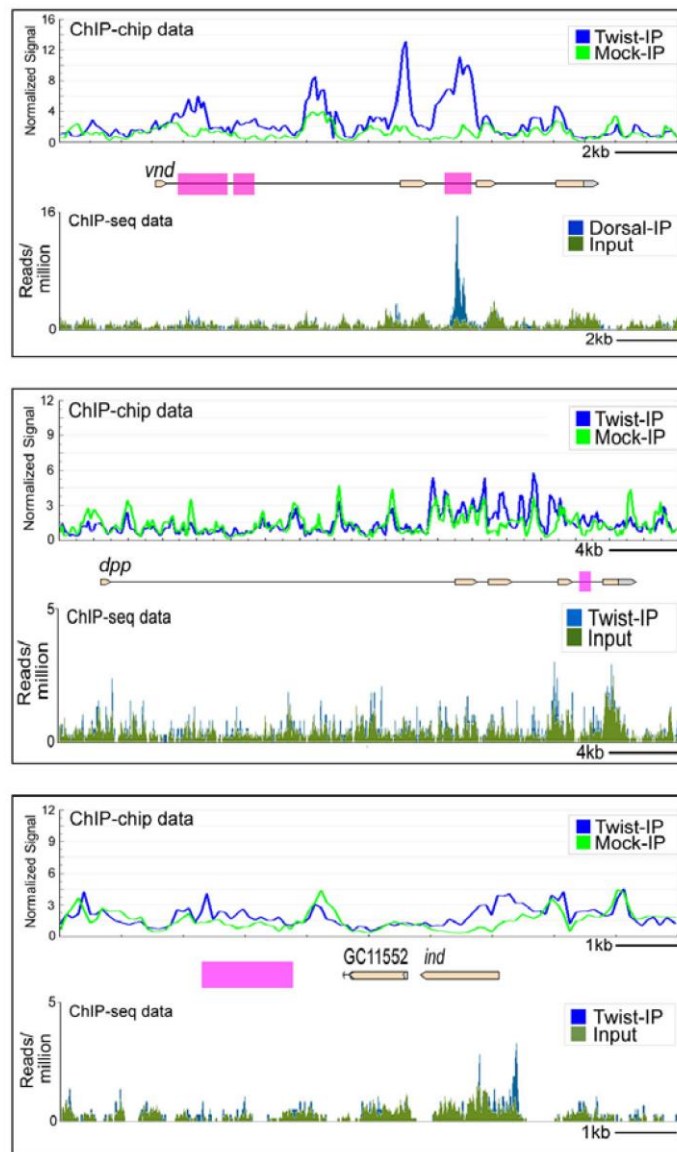 ChIP-chip data
Twist-IP
Mock-IP
Normalized Signal
16
12
8
4
0
2kb
vnd
ChIP-seq data
Dorsal-IP
Input
Reads/
million
16
0
2kb
ChIP-chip data
Twist-IP
Mock-IP
Normalized Signal
12
9
6
3
0
4kb
dpp
ChIP-seq data
Twist-IP
Input
Reads/
million
5
0
4kb
ChIP-chip data
Twist-IP
Mock-IP
Normalized Signal
12
9
6
3
0
1kb
GC11552 ind
ChIP-seq data
Twist-IP
Input
Reads/
million
5
0
1kb